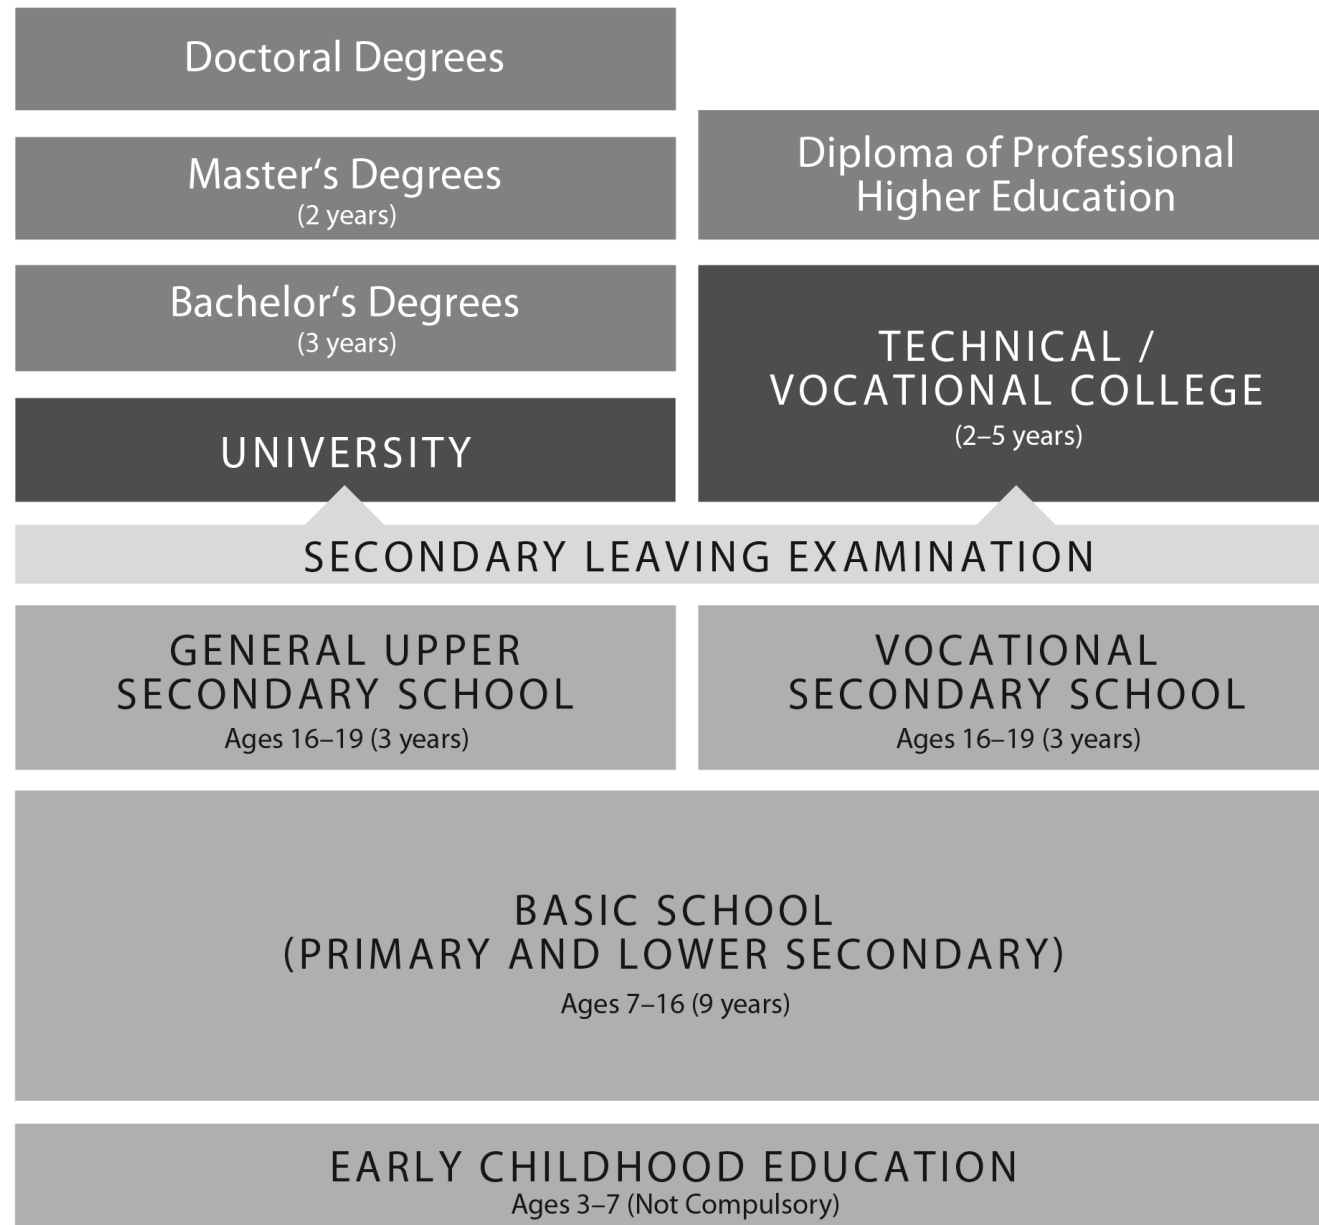 Doctoral Degrees
Master‘s Degrees
(2 years)
Diploma of Professional
Higher Education
Bachelor‘s Degrees
(3 years)
TECHNICAL /
VOCATIONAL COLLEGE
(2–5 years)
UNIVERSITY
SECONDARY LEAVING EXAMINATION
GENERAL UPPER
SECONDARY SCHOOL
Ages 16–19 (3 years)
VOCATIONAL
SECONDARY SCHOOL
Ages 16–19 (3 years)
BASIC SCHOOL
(PRIMARY AND LOWER SECONDARY)
Ages 7–16 (9 years)
EARLY CHILDHOOD EDUCATION
Ages 3–7 (Not Compulsory)